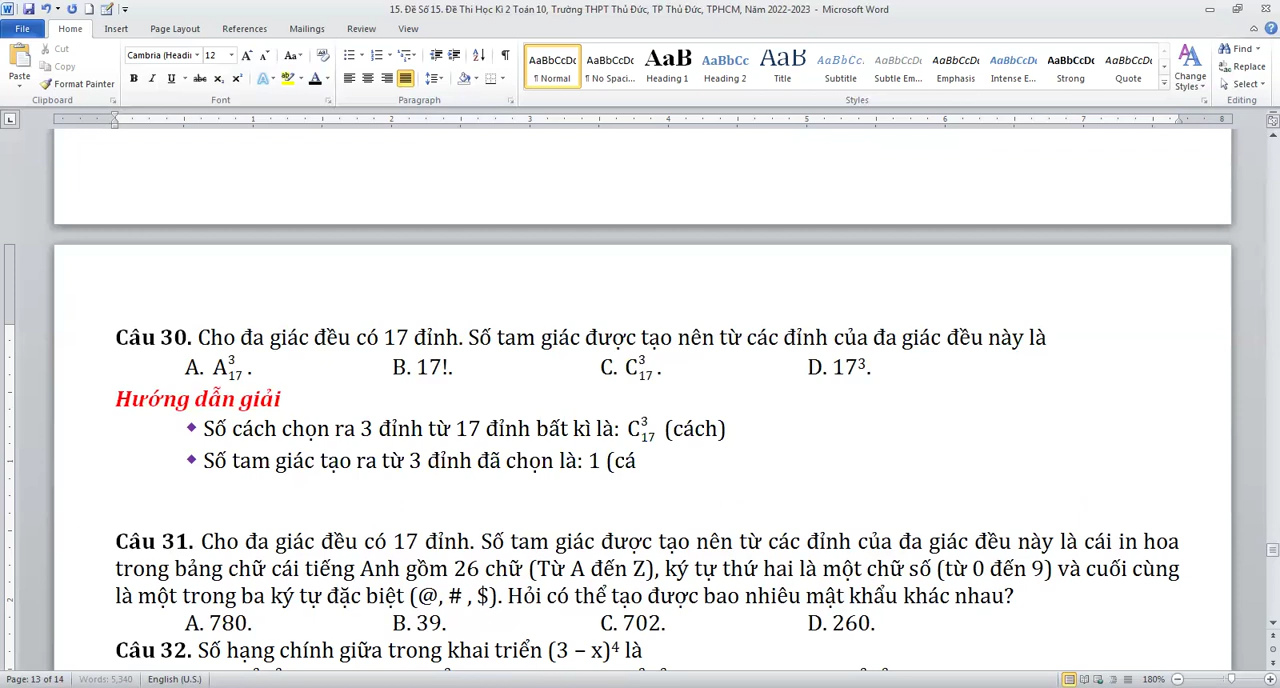 15. Đề Số 15. Đề Thi Học Kì 2 Toán 10, Trường THPT Thủ Đức, TP Thủ Đức, TPHCM, Năm 2022-2023 - Microsoft Word
File Home Insert Page Layout References Mailings Review View
Paste
Cut
Copy
Format Painter
Clipboard
Cambria (Headi 12
Font
Paragraph
AaBbCcDc AaBbCcDc AaB AaBbCc AaB AaBbCc. AaBbCcDc AaBbCcDc AaBbCcDc AaBbCcDc AaBbCcDc
¶ Normal ¶ No Spaci... Heading 1 Heading 2 Title Subtitle Subtle Em... Emphasis Intense E... Strong Quote
Styles
Change Styles
Find
Replace
Select
Editing
1 2 3 4 5 6 7 8
Câu 30. Cho đa giác đều có 17 đỉnh. Số tam giác được tạo nên từ các đỉnh của đa giác đều này là
A. A³₁₇ . B. 17!. C. C³₁₇ . D. 17³.
Hướng dẫn giải
Số cách chọn ra 3 đỉnh từ 17 đỉnh bất kì là: C³₁₇ (cách)
Số tam giác tạo ra từ 3 đỉnh đã chọn là: 1 (cá
Câu 31. Cho đa giác đều có 17 đỉnh. Số tam giác được tạo nên từ các đỉnh của đa giác đều này là cái in hoa
trong bảng chữ cái tiếng Anh gồm 26 chữ (Từ A đến Z), ký tự thứ hai là một chữ số (từ 0 đến 9) và cuối cùng
là một trong ba ký tự đặc biệt (@, # , $). Hỏi có thể tạo được bao nhiêu mật khẩu khác nhau?
A. 780. B. 39. C. 702. D. 260.
Câu 32. Số hạng chính giữa trong khai triển (3 – x)⁴ là
Page: 13 of 14 Words: 5,340 English (U.S.) 180%